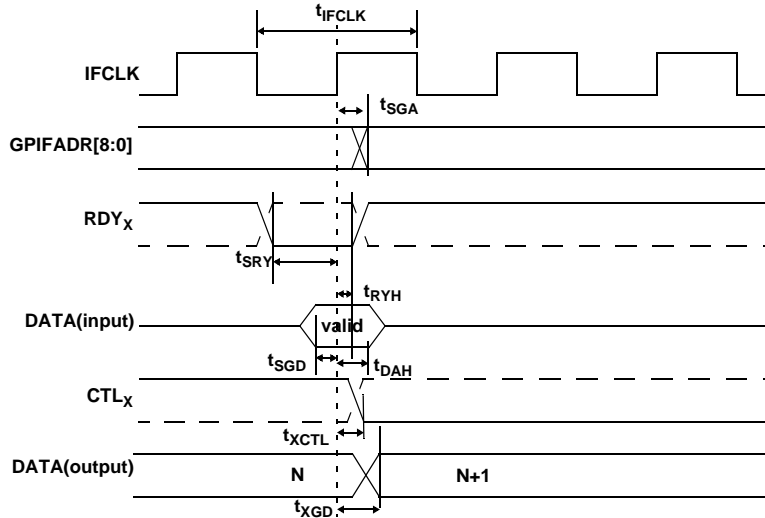 tIFCLK
IFCLK
tSGA
GPIFADR[8:0]
RDYX
tSRY
tRYH
DATA(input)
valid
tSGD
tDAH
CTLX
tXCTL
DATA(output)
N
N+1
tXGD